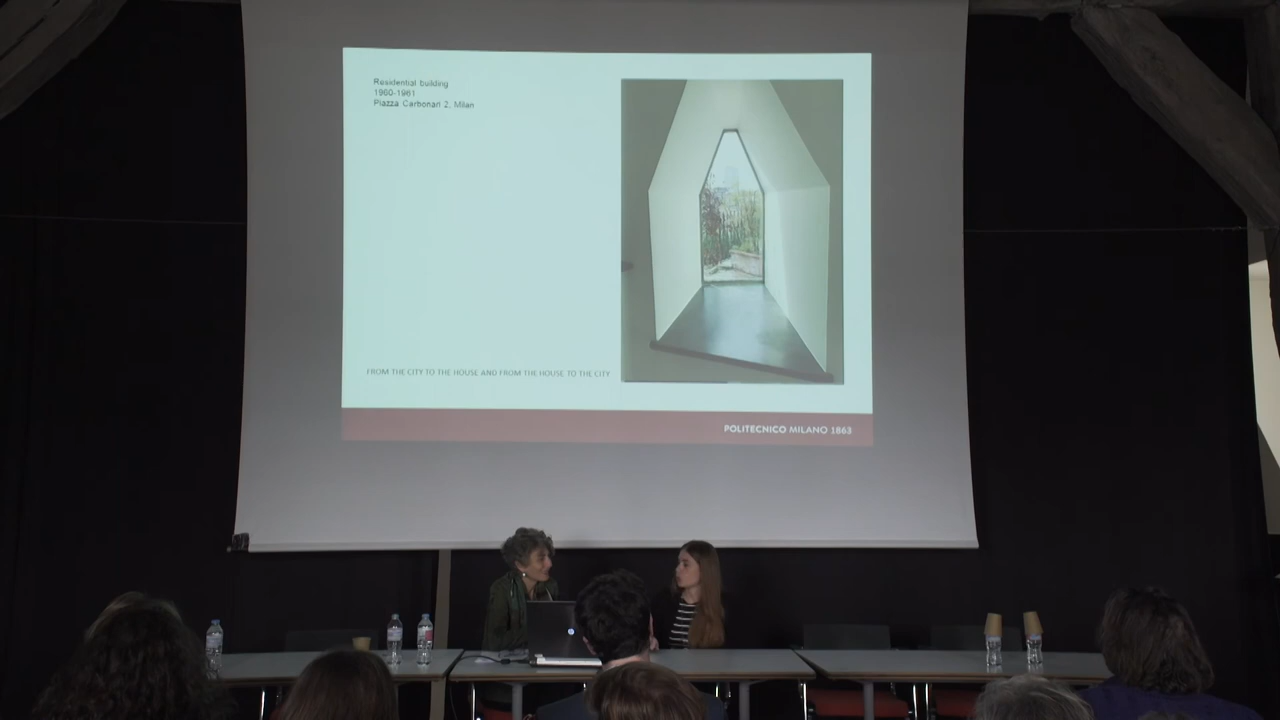 Residential building
1960-1961
Piazza Carbonari 2, Milan
FROM THE CITY TO THE HOUSE AND FROM THE HOUSE TO THE CITY
POLITECNICO MILANO 1863